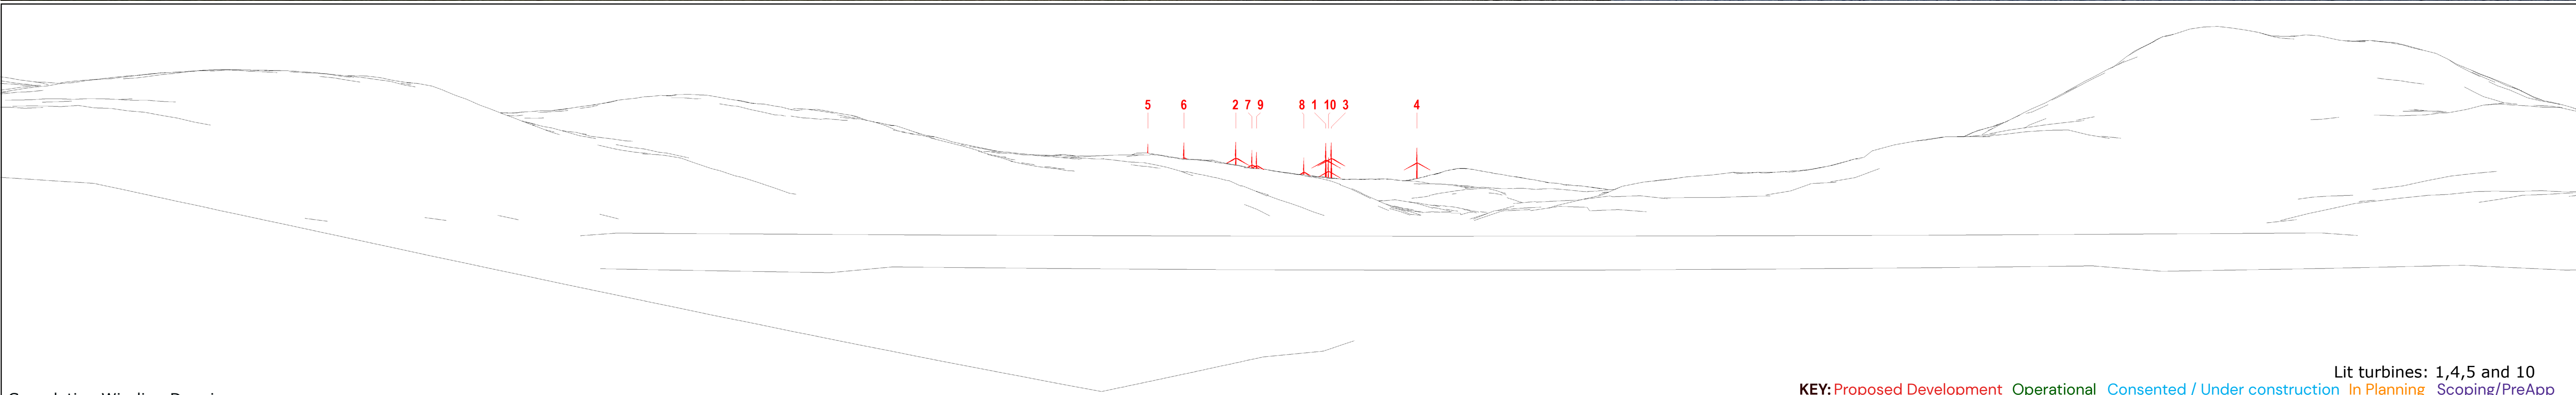 5 6 2 7 9 8 1 10 3 4
Lit turbines: 1,4,5 and 10
KEY: Proposed Development Operational Consented / Under construction In Planning Scoping/PreApp